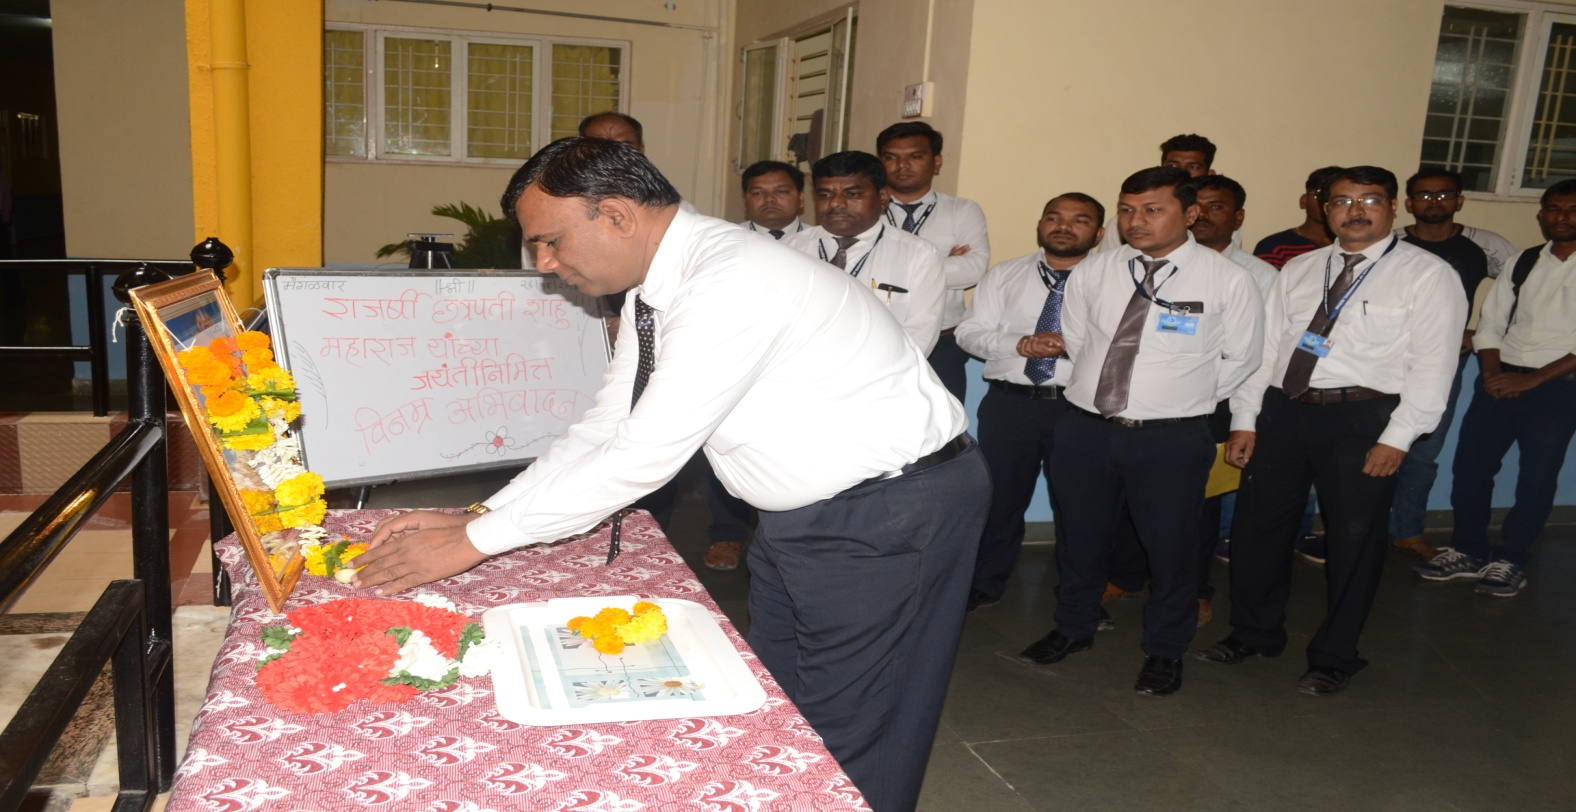 मंगळवार ॥श्री॥
राजर्षी छत्रपती शाहु
महाराज यांच्या
जयंतीनिमित्त
विनम्र अभिवादन